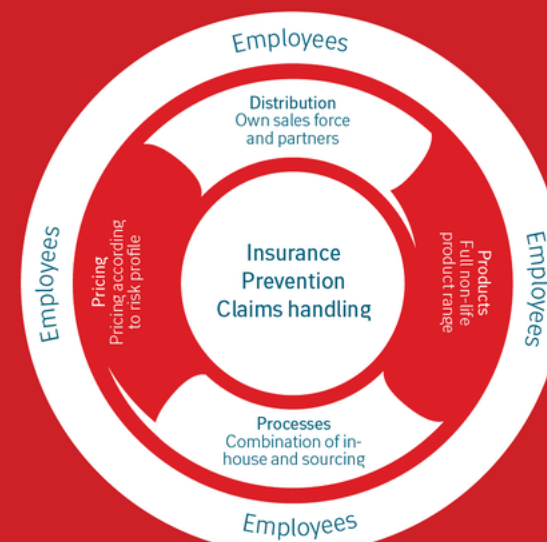 Employees
Distribution
Own sales force
and partners
Employees
Pricing
Pricing according
to risk profile
Insurance
Prevention
Claims handling
Products
Full non-life
product range
Employees
Processes
Combination of in-
house and sourcing
Employees